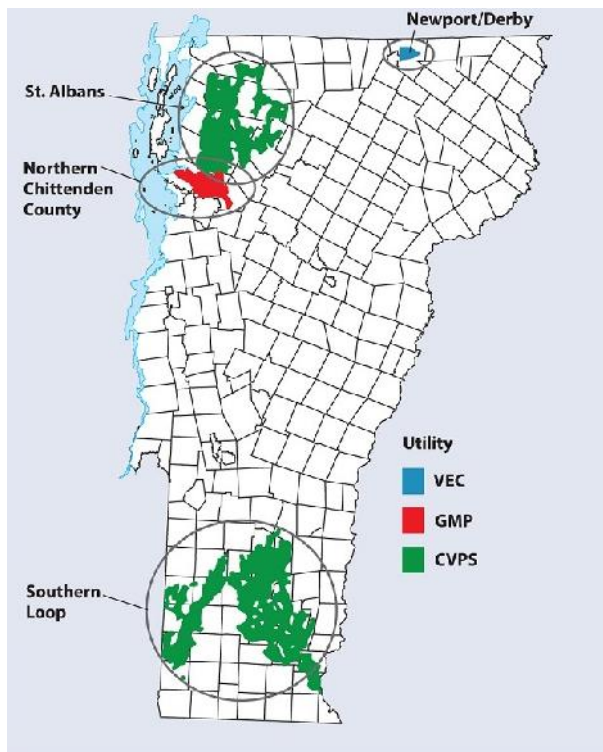 Newport/Derby
St. Albans
Northern
Chittenden
County
Utility
VEC
GMP
CVPS
Southern
Loop